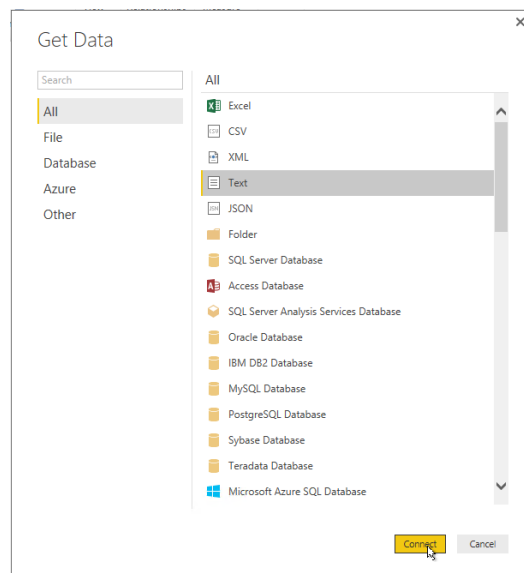 Get Data
Search
All
File
Database
Azure
Other
All
Excel
CSV
XML
Text
JSON
Folder
SQL Server Database
Access Database
SQL Server Analysis Services Database
Oracle Database
IBM DB2 Database
MySQL Database
PostgreSQL Database
Sybase Database
Teradata Database
Microsoft Azure SQL Database
Connect
Cancel